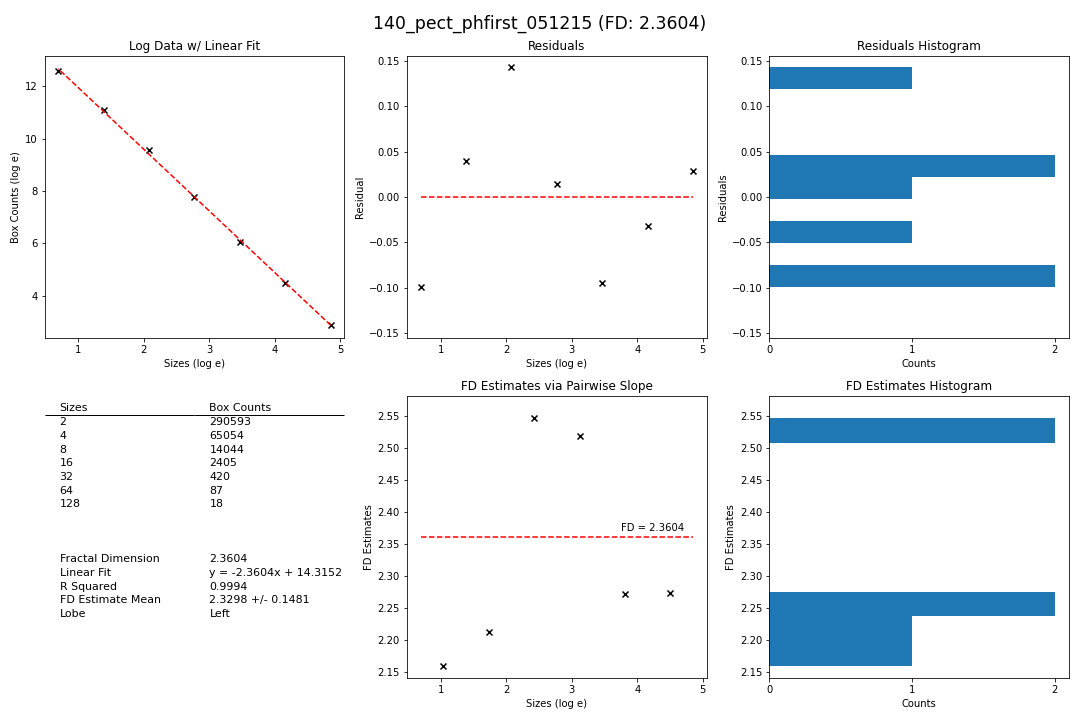 140_pect_phfirst_051215 (FD: 2.3604)
Log Data w/ Linear Fit
Box Counts (log e)
12
10
8
6
4
1 2 3 4 5
Sizes (log e)
Residuals
Residual
0.15
0.10
0.05
0.00
−0.05
−0.10
−0.15
1 2 3 4 5
Sizes (log e)
Residuals Histogram
Residuals
0.15
0.10
0.05
0.00
−0.05
−0.10
−0.15
0 1 2
Counts
Sizes Box Counts
2 290593
4 65054
8 14044
16 2405
32 420
64 87
128 18
Fractal Dimension 2.3604
Linear Fit y = -2.3604x + 14.3152
R Squared 0.9994
FD Estimate Mean 2.3298 +/- 0.1481
Lobe Left
FD Estimates via Pairwise Slope
FD Estimates
2.55
2.50
2.45
2.40
2.35
2.30
2.25
2.20
2.15
FD = 2.3604
1 2 3 4 5
Sizes (log e)
FD Estimates Histogram
FD Estimates
2.55
2.50
2.45
2.40
2.35
2.30
2.25
2.20
2.15
0 1 2
Counts